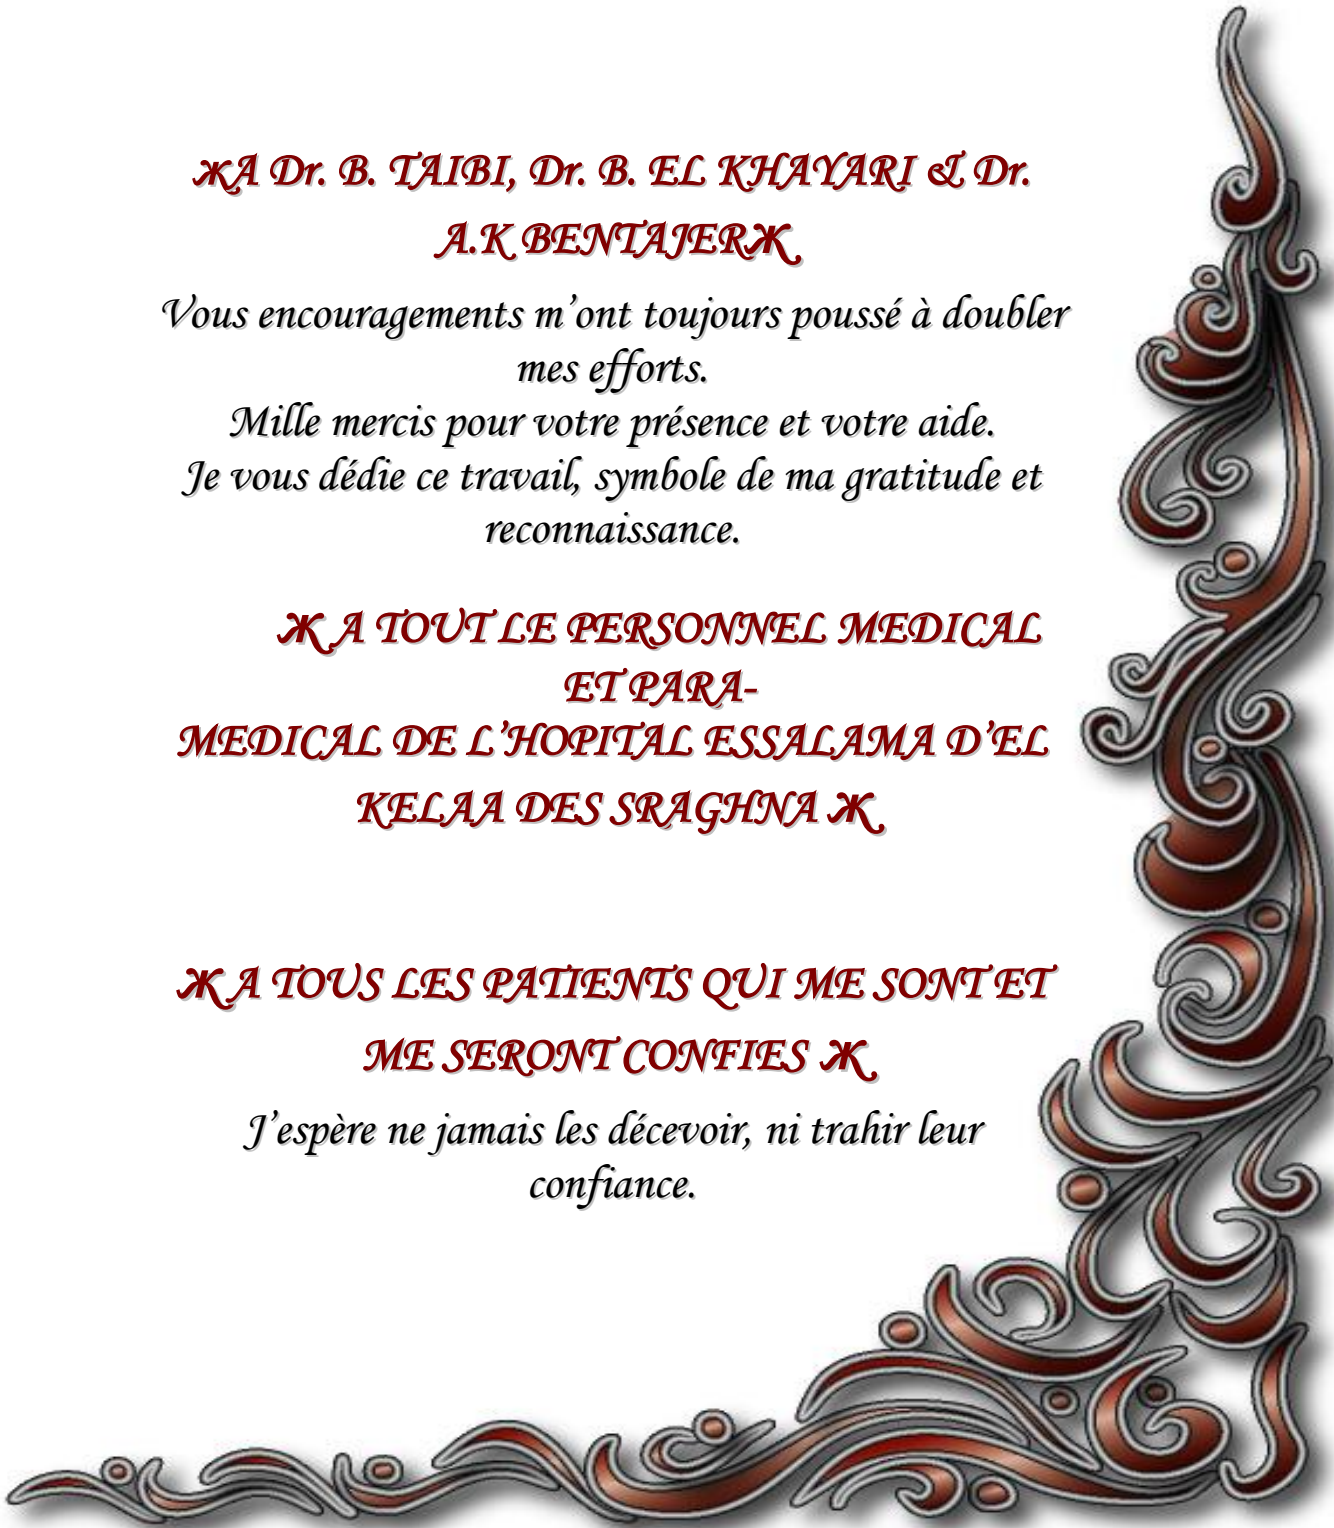 ж A Dr. B. TAIBI, Dr. B. EL KHAYARI & Dr.
A.K BENTAJER Ж
Vous encouragements m’ont toujours poussé à doubler
mes efforts.
Mille mercis pour votre présence et votre aide.
Je vous dédie ce travail, symbole de ma gratitude et
reconnaissance.
Ж A TOUT LE PERSONNEL MEDICAL
ET PARA-
MEDICAL DE L’HOPITAL ESSALAMA D’EL
KELAA DES SRAGHNA Ж
Ж A TOUS LES PATIENTS QUI ME SONT ET
ME SERONT CONFIES Ж
J’espère ne jamais les décevoir, ni trahir leur
confiance.